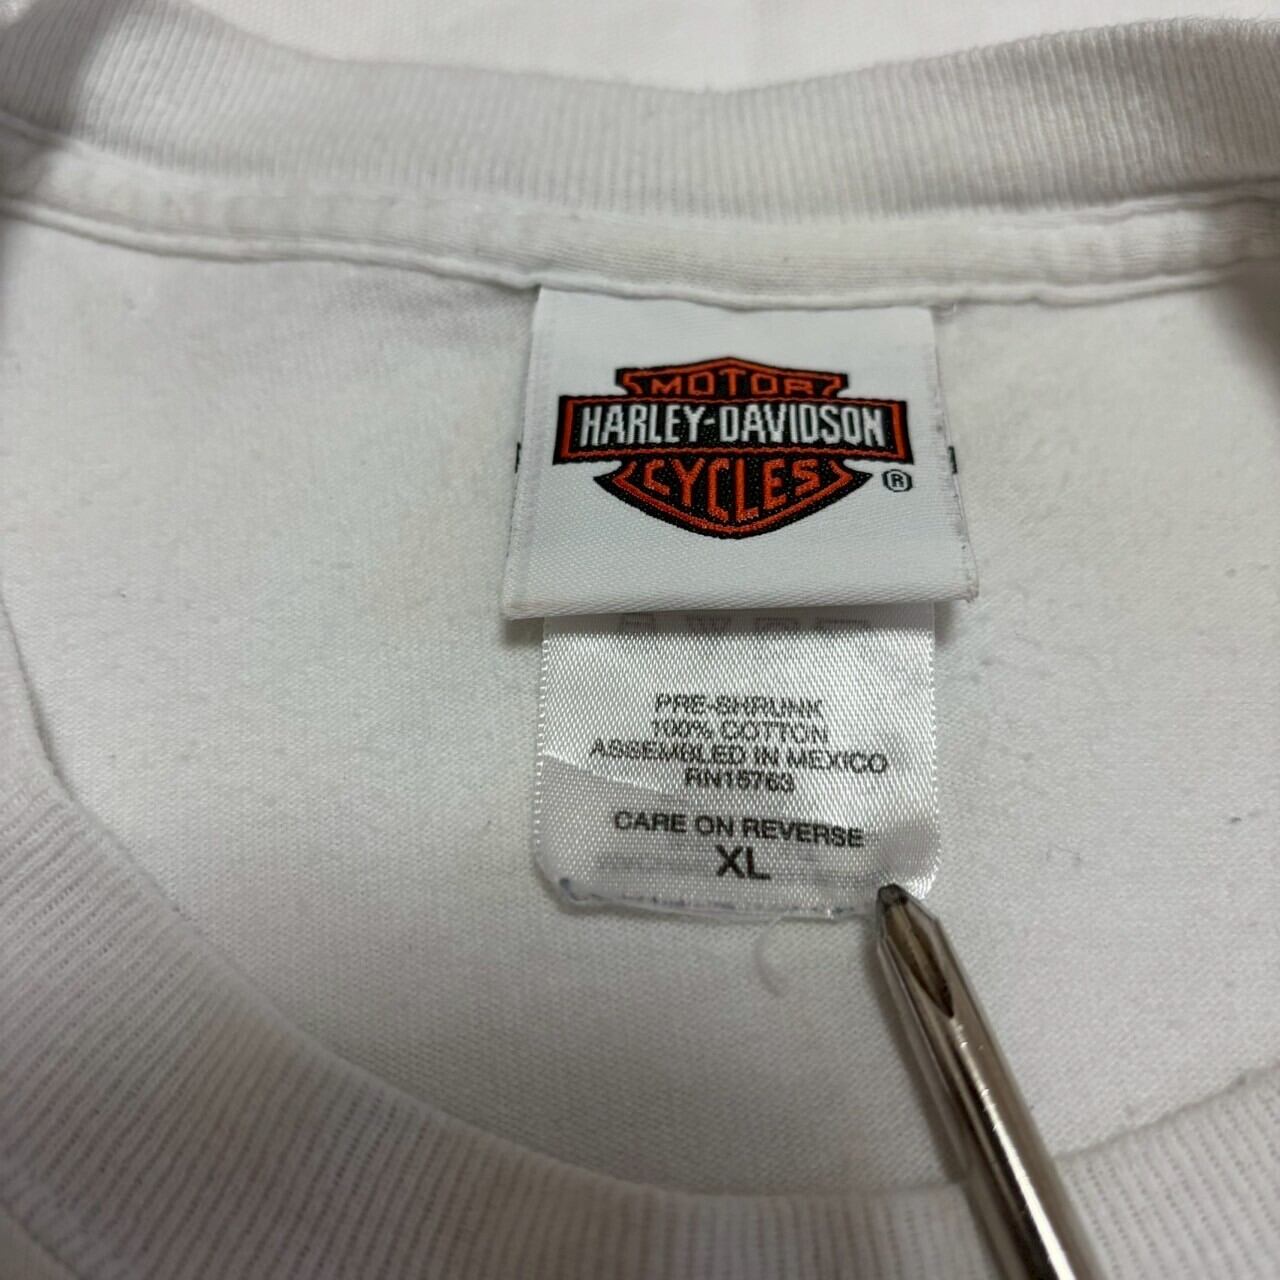 MOTOR
HARLEY-DAVIDSON
CYCLES
®
PRE-SHRUNK
100% COTTON
ASSEMBLED IN MEXICO
RN15763
CARE ON REVERSE
XL